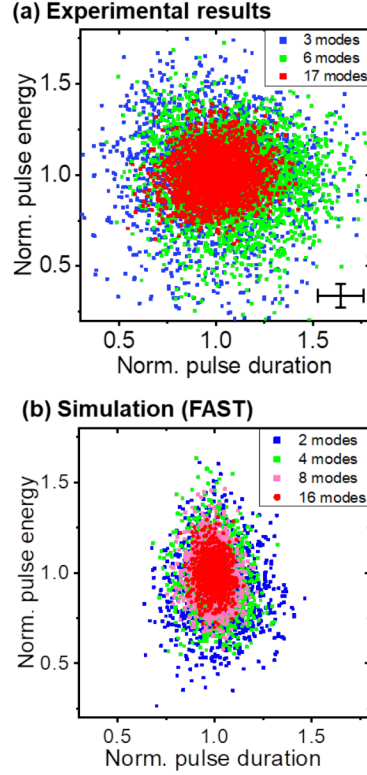 (a) Experimental results
3 modes
6 modes
17 modes
1.5
1.0
0.5
Norm. pulse energy
0.5 1.0 1.5
Norm. pulse duration
(b) Simulation (FAST)
2 modes
4 modes
8 modes
16 modes
1.5
1.0
0.5
Norm. pulse energy
0.5 1.0 1.5
Norm. pulse duration